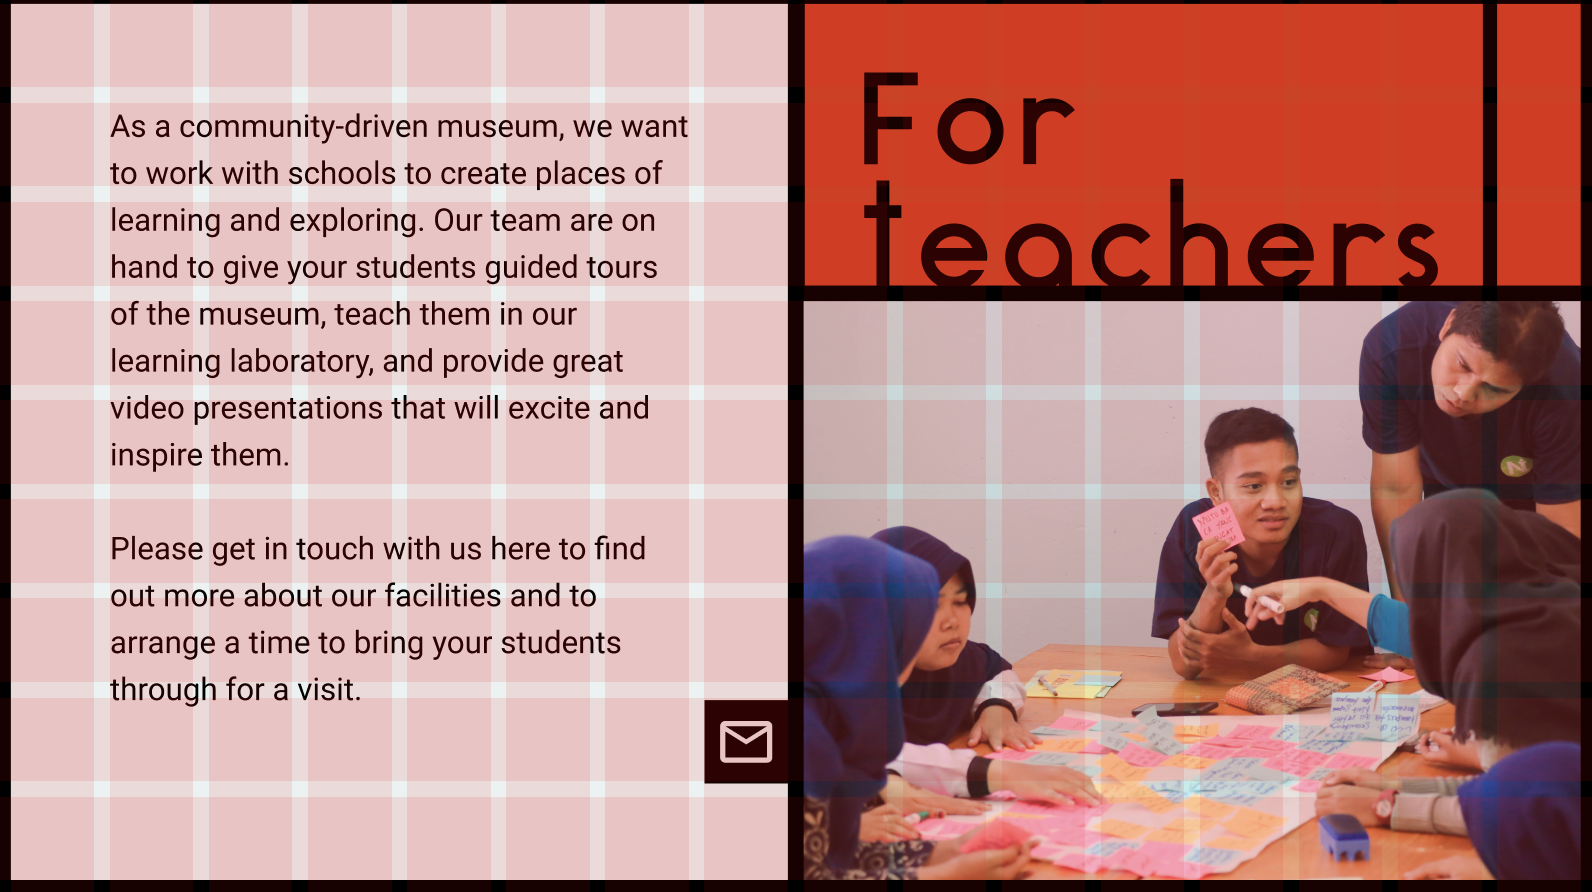 As a community-driven museum, we want
to work with schools to create places of
learning and exploring. Our team are on
hand to give your students guided tours
of the museum, teach them in our
learning laboratory, and provide great
video presentations that will excite and
inspire them.
Please get in touch with us here to find
out more about our facilities and to
arrange a time to bring your students
through for a visit.
For
teachers